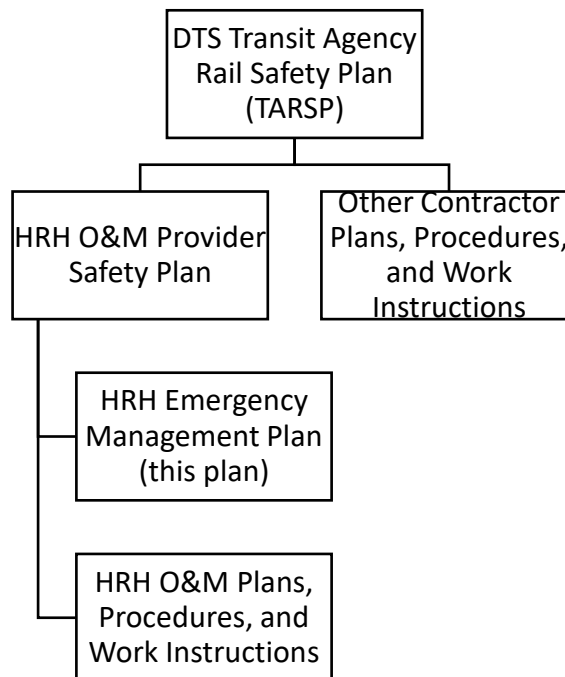 DTS Transit Agency
Rail Safety Plan
(TARSP)
HRH O&M Provider
Safety Plan
Other Contractor
Plans, Procedures,
and Work
Instructions
HRH Emergency
Management Plan
(this plan)
HRH O&M Plans,
Procedures, and
Work Instructions